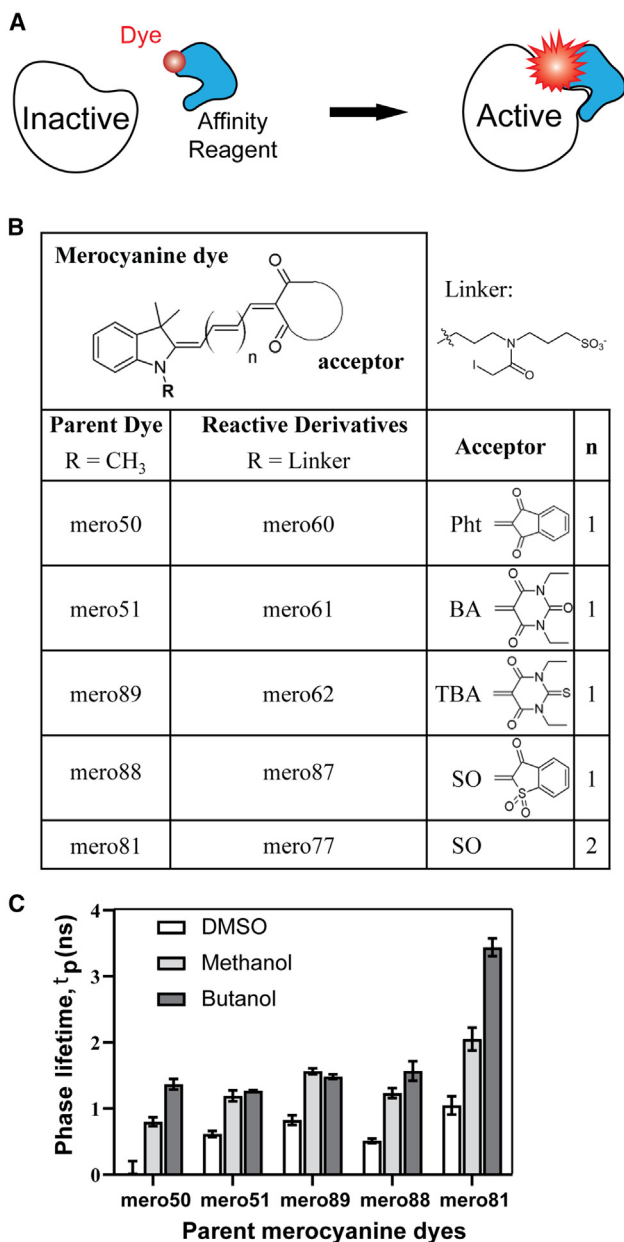 A
Dye
Inactive
Affinity
Reagent
Active
B
Merocyanine dye
O
O
N
R
n
acceptor
Linker:
N
SO₃⁻
I
O
Parent Dye
R = CH₃
Reactive Derivatives
R = Linker
Acceptor
n
mero50
mero60
Pht
O
O
1
mero51
mero61
BA
O
N
O
N
O
1
mero89
mero62
TBA
O
N
S
N
O
1
mero88
mero87
SO
O
S
O
O
1
mero81
mero77
SO
2
C
Phase lifetime, tp(ns)
4
3
2
1
0
DMSO
Methanol
Butanol
mero50 mero51 mero89 mero88 mero81
Parent merocyanine dyes